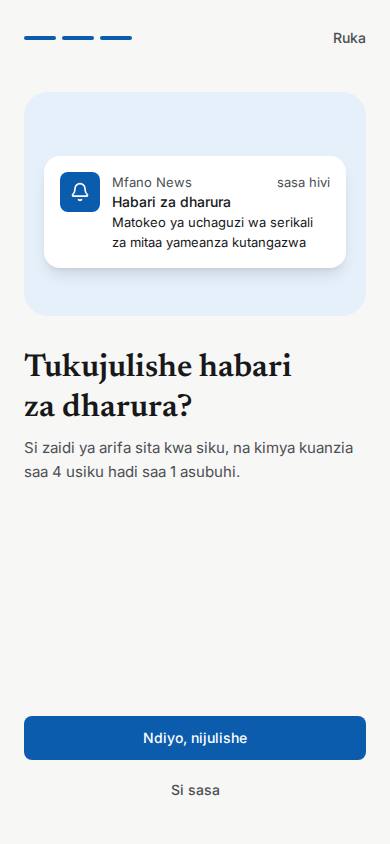 Ruka
Mfano News
sasa hivi
Habari za dharura
Matokeo ya uchaguzi wa serikali
za mitaa yameanza kutangazwa
Tukujulishe habari
za dharura?
Si zaidi ya arifa sita kwa siku, na kimya kuanzia
saa 4 usiku hadi saa 1 asubuhi.
Ndiyo, nijulishe
Si sasa